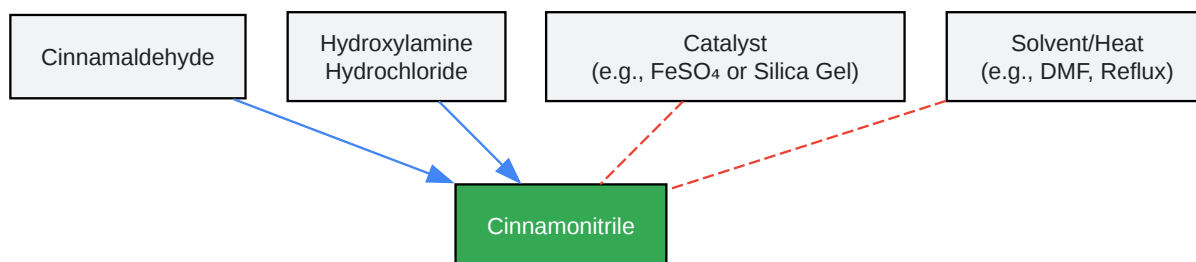 Cinnamaldehyde
Hydroxylamine
Hydrochloride
Catalyst
(e.g., FeSO₄ or Silica Gel)
Solvent/Heat
(e.g., DMF, Reflux)
Cinnamonitrile